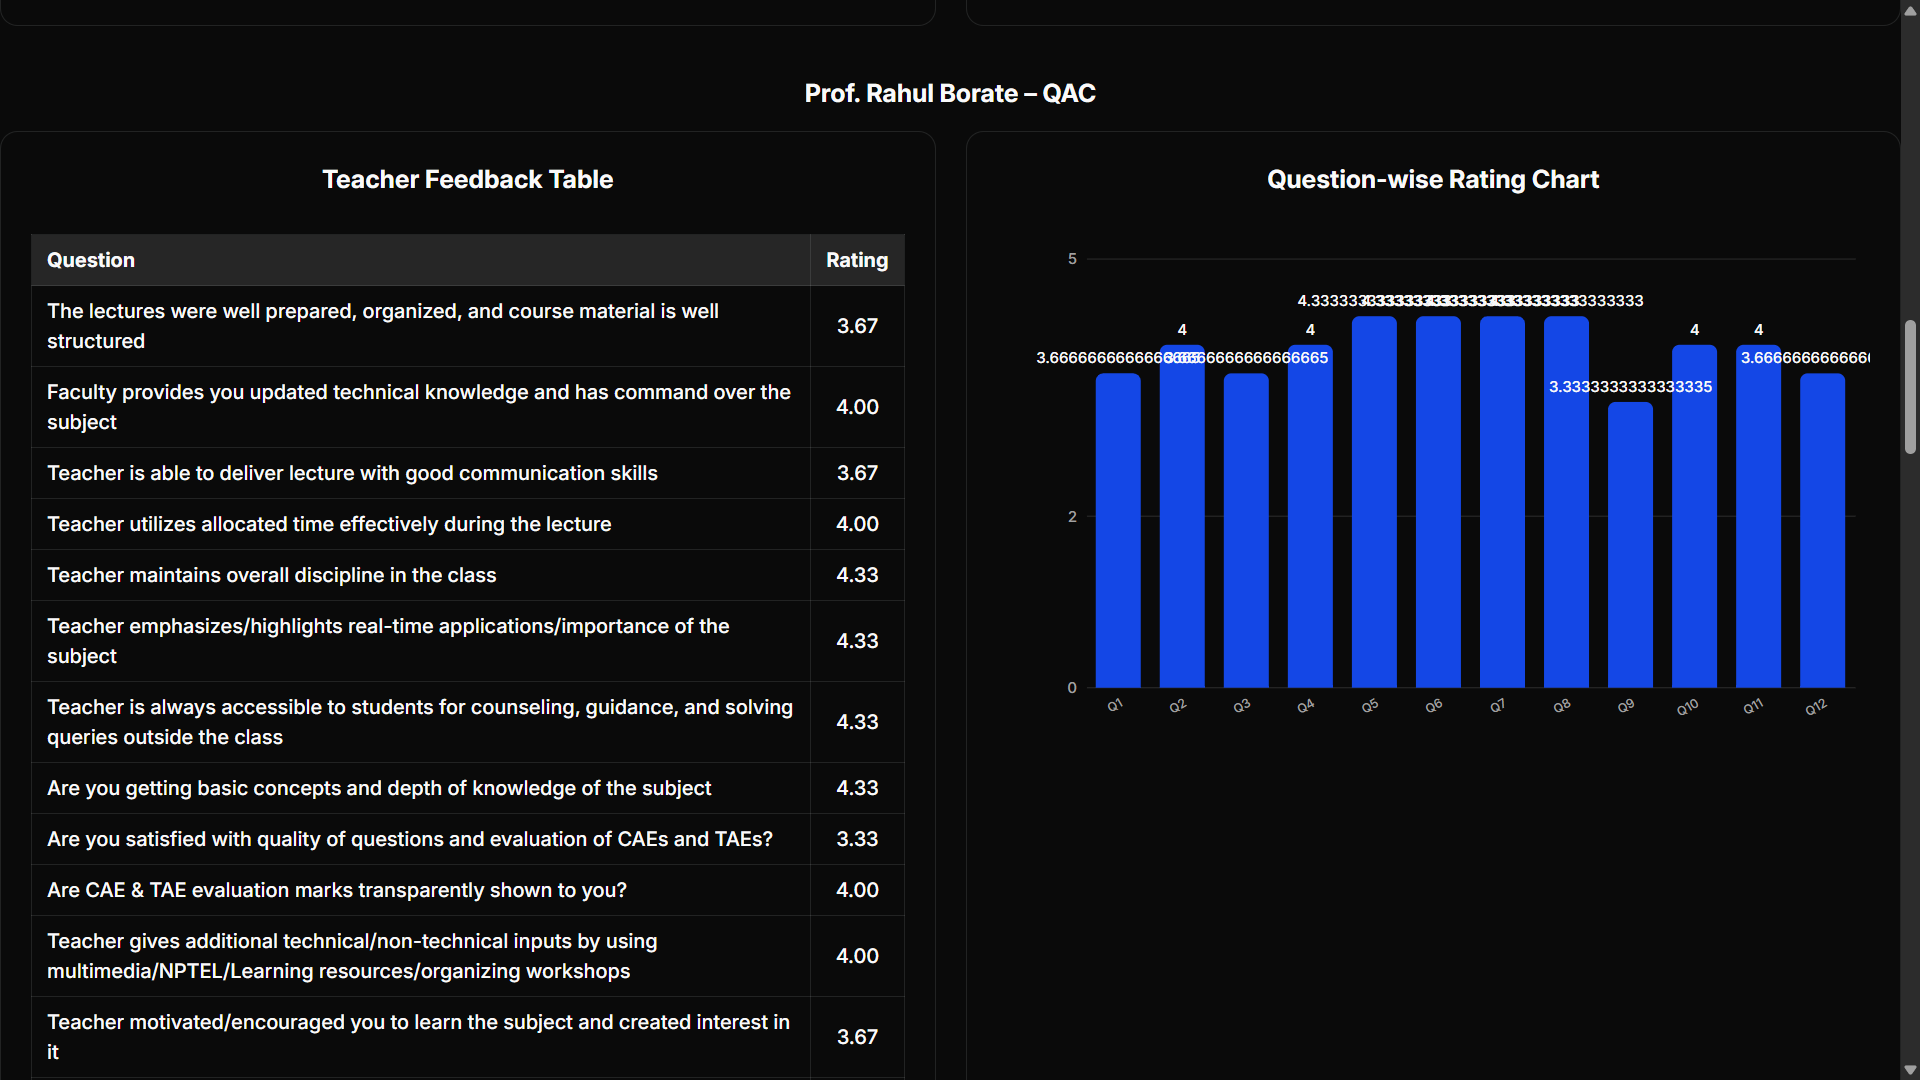 Prof. Rahul Borate – QAC
Teacher Feedback Table
Question Rating
The lectures were well prepared, organized, and course material is well
structured
3.67
Faculty provides you updated technical knowledge and has command over the
subject
4.00
Teacher is able to deliver lecture with good communication skills 3.67
Teacher utilizes allocated time effectively during the lecture 4.00
Teacher maintains overall discipline in the class 4.33
Teacher emphasizes/highlights real-time applications/importance of the
subject
4.33
Teacher is always accessible to students for counseling, guidance, and solving
queries outside the class
4.33
Are you getting basic concepts and depth of knowledge of the subject 4.33
Are you satisfied with quality of questions and evaluation of CAEs and TAEs? 3.33
Are CAE & TAE evaluation marks transparently shown to you? 4.00
Teacher gives additional technical/non-technical inputs by using
multimedia/NPTEL/Learning resources/organizing workshops
4.00
Teacher motivated/encouraged you to learn the subject and created interest in
it
3.67
Question-wise Rating Chart
5
4 4 4 4
3.3333333333333335
2
0
Q1 Q2 Q3 Q4 Q5 Q6 Q7 Q8 Q9 Q10 Q11 Q12